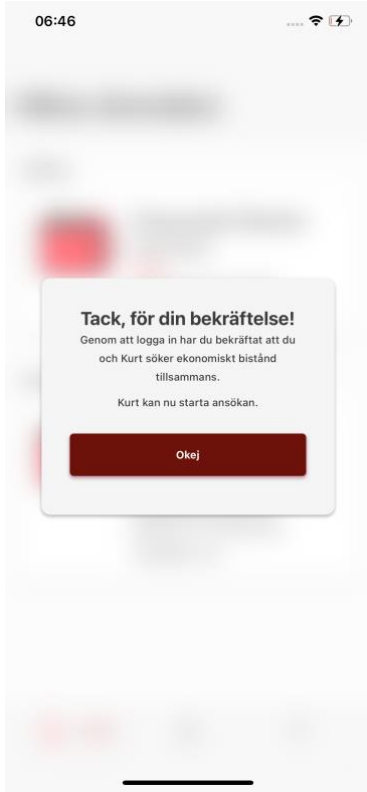 06:46
Tack, för din bekräftelse!
Genom att logga in har du bekräftat att du
och Kurt söker ekonomiskt bistånd
tillsammans.
Kurt kan nu starta ansökan.
Okej